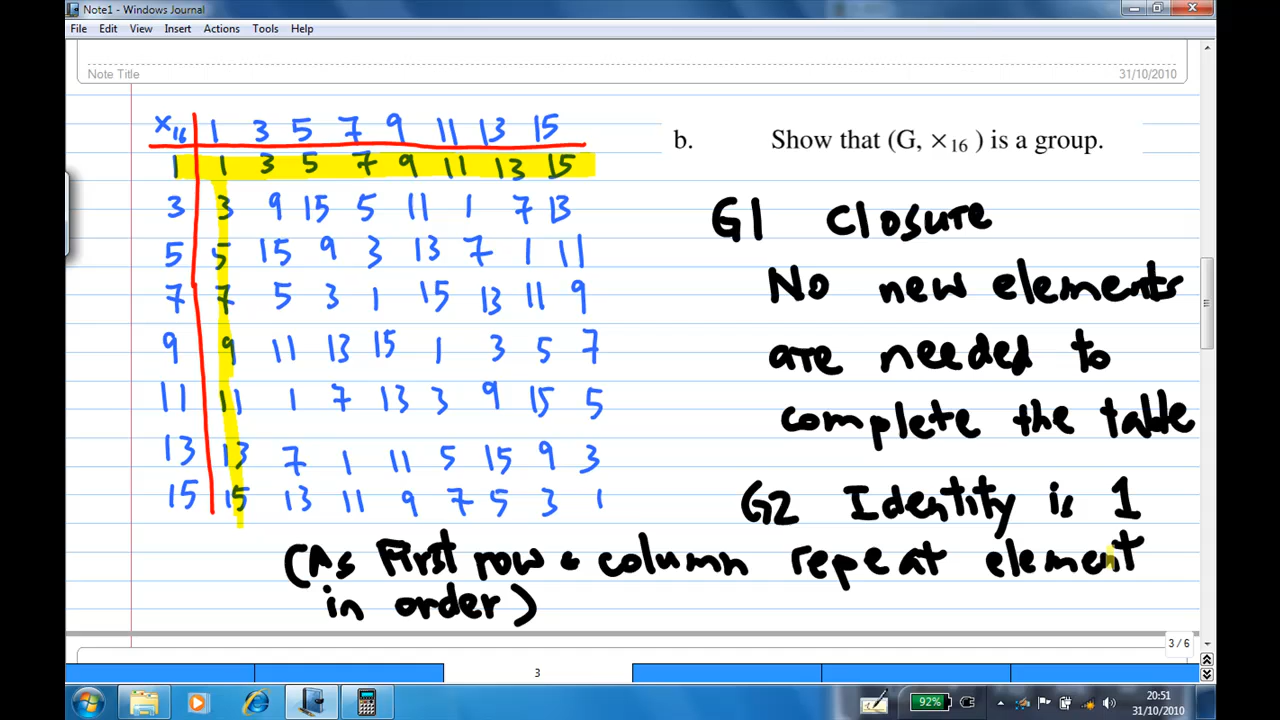 Note1 - Windows Journal
File Edit View Insert Actions Tools Help
Note Title
31/10/2010
×16 1 3 5 7 9 11 13 15
1 1 3 5 7 9 11 13 15
3 3 9 15 5 11 1 7 13
5 5 15 9 3 13 7 1 11
7 7 5 3 1 15 13 11 9
9 9 11 13 15 1 3 5 7
11 11 1 7 13 3 9 15 5
13 13 7 1 11 5 15 9 3
15 15 13 11 9 7 5 3 1
b. Show that (G, ×16 ) is a group.
G1 Closure
No new elements
are needed to
complete the table
G2 Identity is 1
(As First row & column repeat element
in order)
3 / 6
3
92%
20:51
31/10/2010